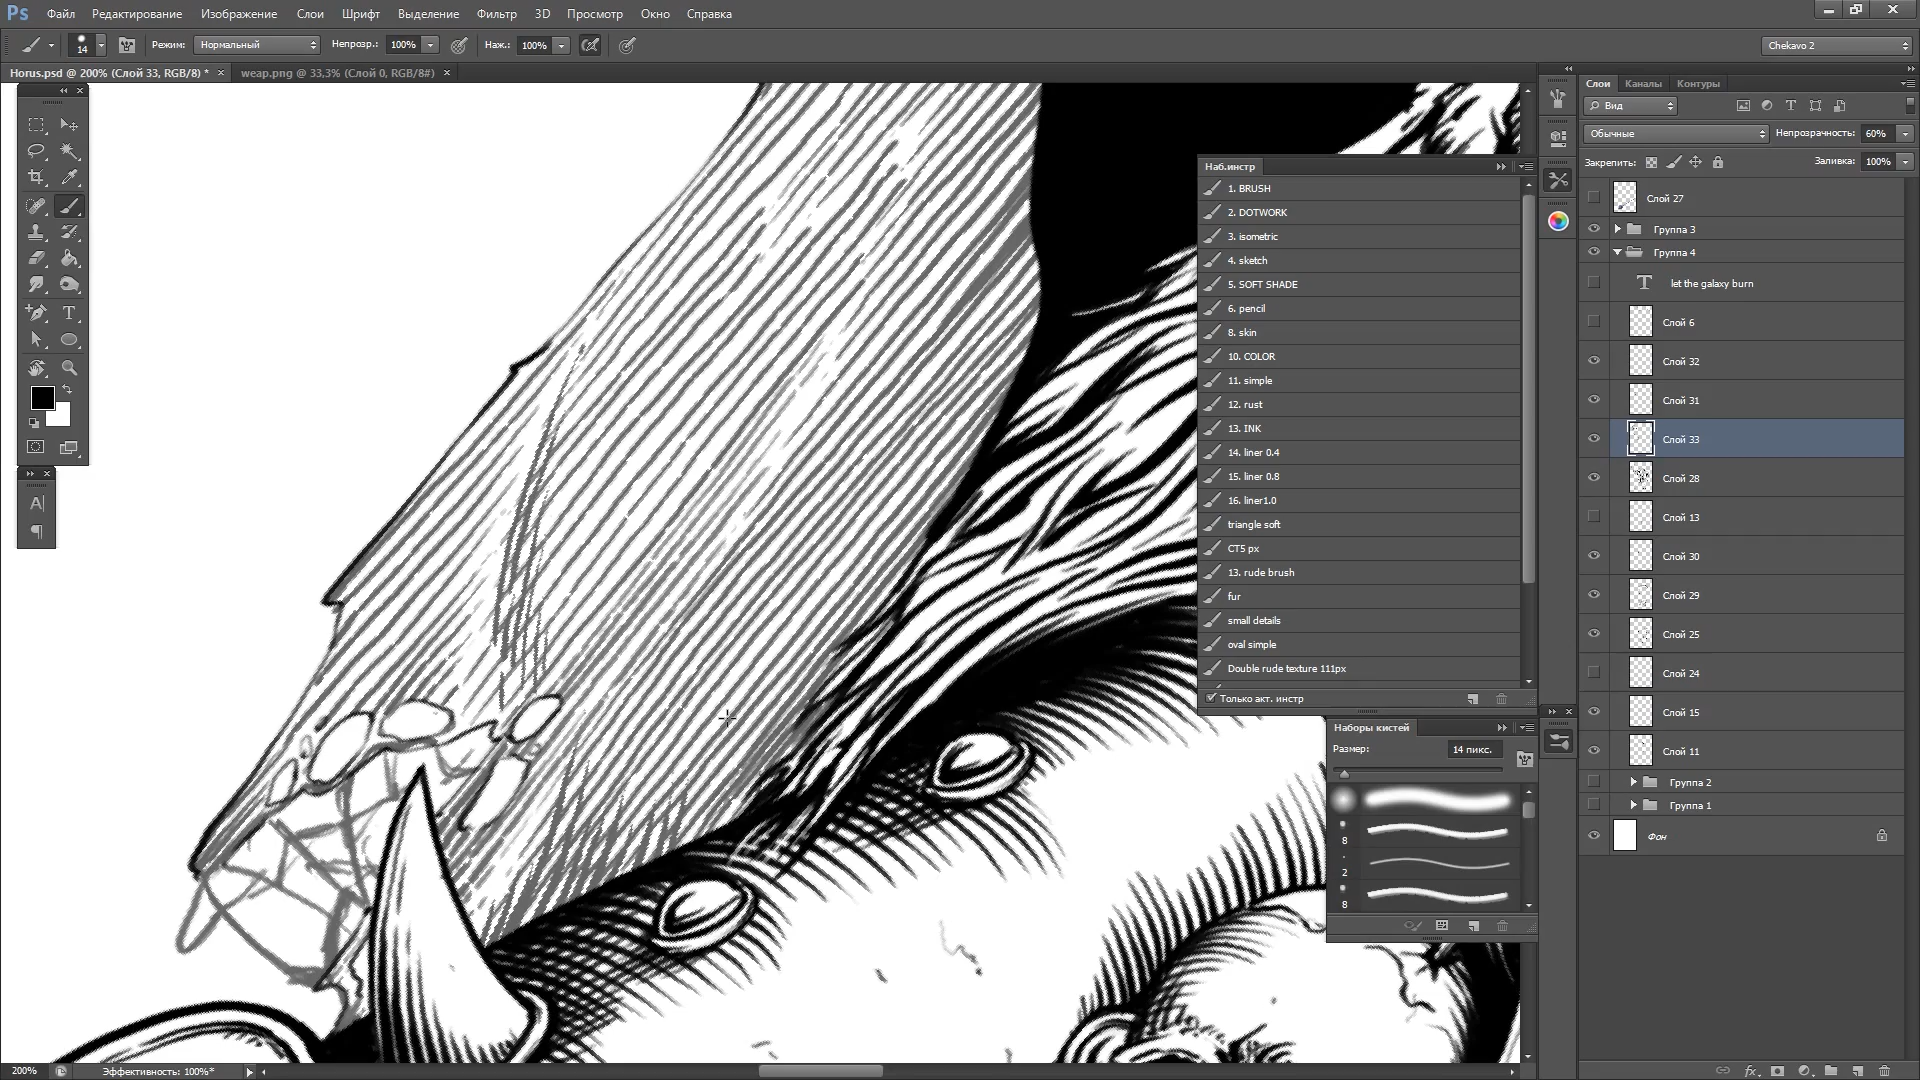 Ps Файл Редактирование Изображение Слои Шрифт Выделение Фильтр 3D Просмотр Окно Справка
14 Режим: Нормальный Непрозр.: 100% Наж.: 100% Chekavo 2
Horus.psd @ 200% (Слой 33, RGB/8) * × weap.png @ 33,3% (Слой 0, RGB/8#) ×
Слои Каналы Контуры
Вид
Обычные Непрозрачность: 60%
Закрепить: Заливка: 100%
Слой 27
Группа 3
Группа 4
let the galaxy burn
Слой 6
Слой 32
Слой 31
Слой 33
Слой 28
Слой 13
Слой 30
Слой 29
Слой 25
Слой 24
Слой 15
Слой 11
Группа 2
Группа 1
Фон
Наб.инстр
1. BRUSH
2. DOTWORK
3. isometric
4. sketch
5. SOFT SHADE
6. pencil
8. skin
10. COLOR
11. simple
12. rust
13. INK
14. liner 0.4
15. liner 0.8
16. liner1.0
triangle soft
CT5 px
13. rude brush
fur
small details
oval simple
Double rude texture 111px
Только акт. инстр
Наборы кистей
Размер: 14 пикс.
8
2
8
200% Эффективность: 100%*